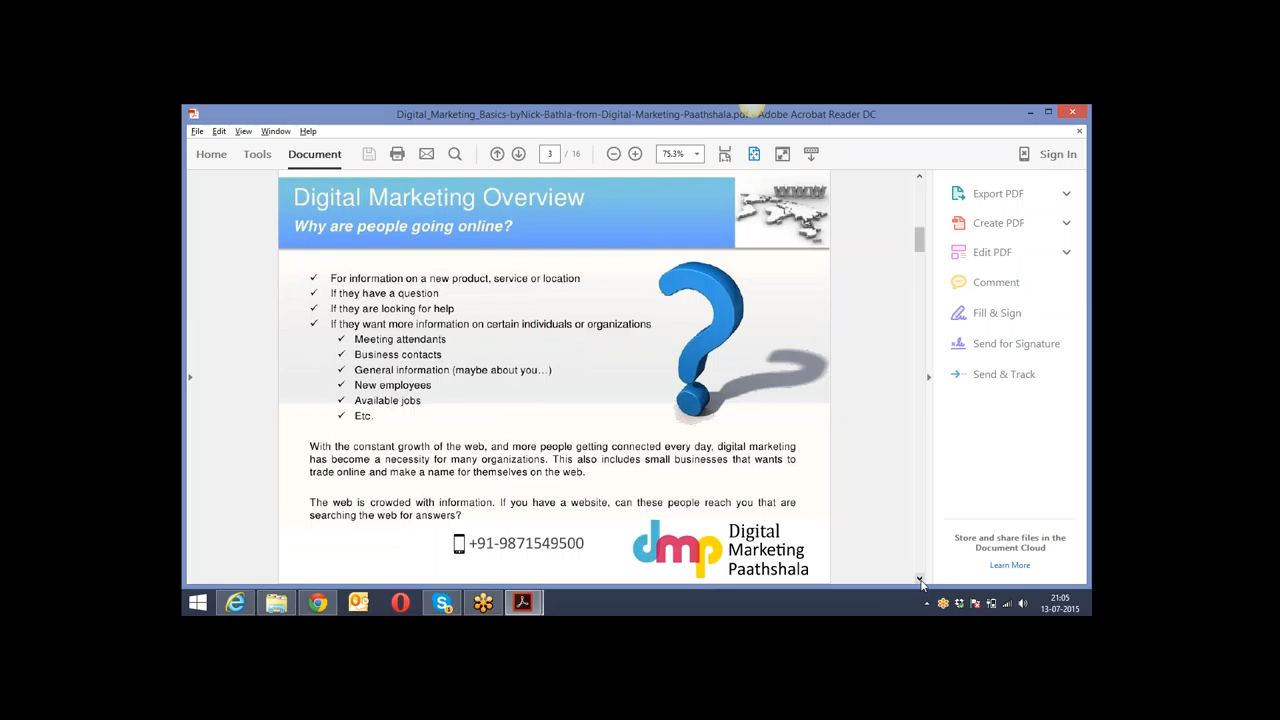 Digital_Marketing_Basics-byNick-Bathla-from-Digital-Marketing-Paathshala.pdf - Adobe Acrobat Reader DC
File Edit View Window Help
Home Tools Document 3 / 16 75.3% Sign In
Digital Marketing Overview
Why are people going online?
WWW
For information on a new product, service or location
If they have a question
If they are looking for help
If they want more information on certain individuals or organizations
Meeting attendants
Business contacts
General information (maybe about you...)
New employees
Available jobs
Etc.
With the constant growth of the web, and more people getting connected every day, digital marketing
has become a necessity for many organizations. This also includes small businesses that wants to
trade online and make a name for themselves on the web.
The web is crowded with information. If you have a website, can these people reach you that are
searching the web for answers?
+91-9871549500
dmp
Digital
Marketing
Paathshala
Export PDF
Create PDF
Edit PDF
Comment
Fill & Sign
Send for Signature
Send & Track
Store and share files in the
Document Cloud
Learn More
21:05
13-07-2015